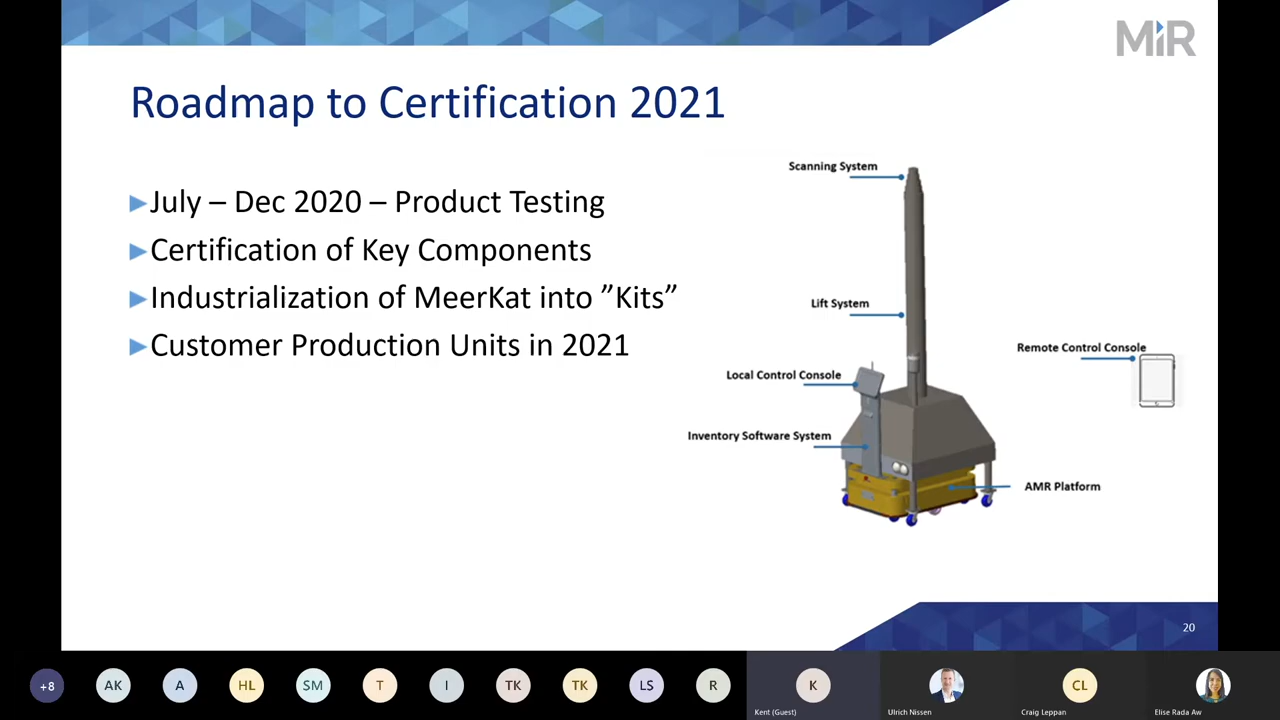 MiR
Roadmap to Certification 2021
July – Dec 2020 – Product Testing
Certification of Key Components
Industrialization of MeerKat into ”Kits”
Customer Production Units in 2021
Scanning System
Lift System
Remote Control Console
Local Control Console
Inventory Software System
AMR Platform
20
+8
AK
A
HL
SM
T
I
TK
TK
LS
R
K
CL
Kent (Guest)
Ulrich Nissen
Craig Leppan
Elise Rada Aw